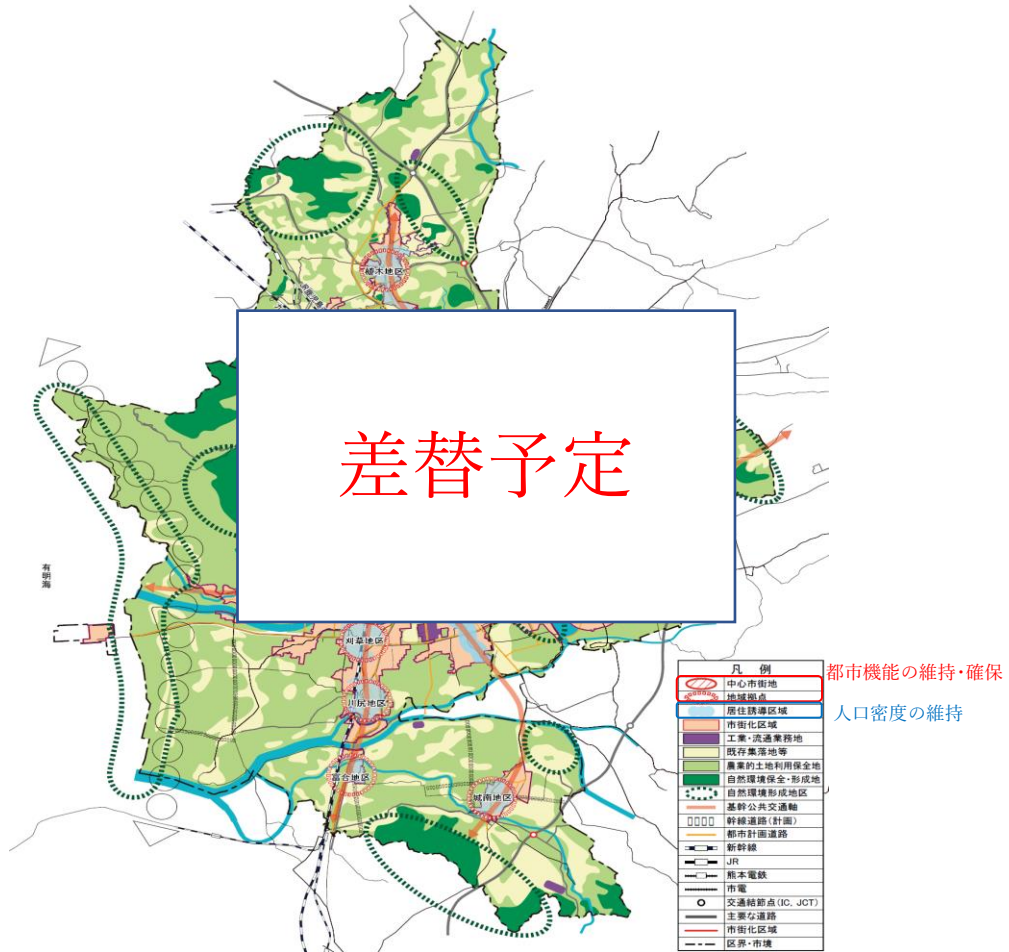 植木地区
差替予定
有明海
刈草地区
川尻地区
富合地区
城南地区
凡 例
中心市街地
地域拠点
居住誘導区域
市街化区域
工業・流通業務地
既存集落地等
農業的土地利用保全地
自然環境保全・形成地
自然環境形成地区
基幹公共交通軸
幹線道路(計画)
都市計画道路
新幹線
JR
熊本電鉄
市電
交通結節点(IC, JCT)
主要な道路
市街化区域
区界・市境
都市機能の維持・確保
人口密度の維持